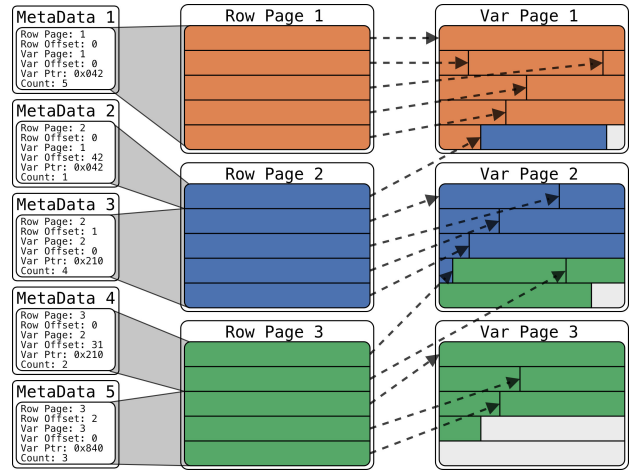 MetaData 1
Row Page: 1
Row Offset: 0
Var Page: 1
Var Offset: 0
Var Ptr: 0x042
Count: 5
MetaData 2
Row Page: 2
Row Offset: 0
Var Page: 1
Var Offset: 42
Var Ptr: 0x042
Count: 1
MetaData 3
Row Page: 2
Row Offset: 1
Var Page: 2
Var Offset: 0
Var Ptr: 0x210
Count: 4
MetaData 4
Row Page: 3
Row Offset: 0
Var Page: 2
Var Offset: 31
Var Ptr: 0x210
Count: 2
MetaData 5
Row Page: 3
Row Offset: 2
Var Page: 3
Var Offset: 0
Var Ptr: 0x840
Count: 3
Row Page 1
Row Page 2
Row Page 3
Var Page 1
Var Page 2
Var Page 3